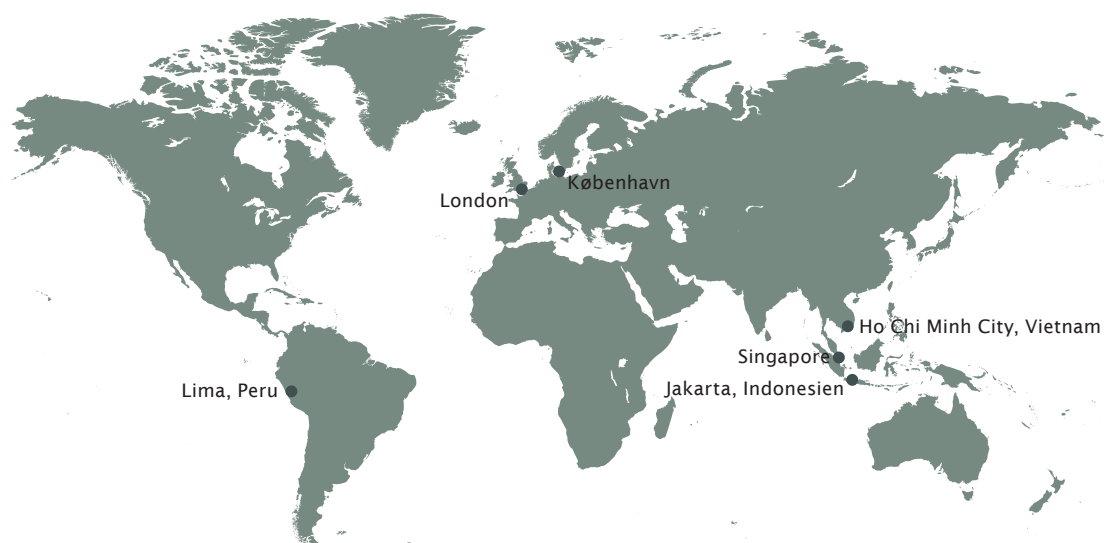 København
London
Ho Chi Minh City, Vietnam
Singapore
Jakarta, Indonesien
Lima, Peru